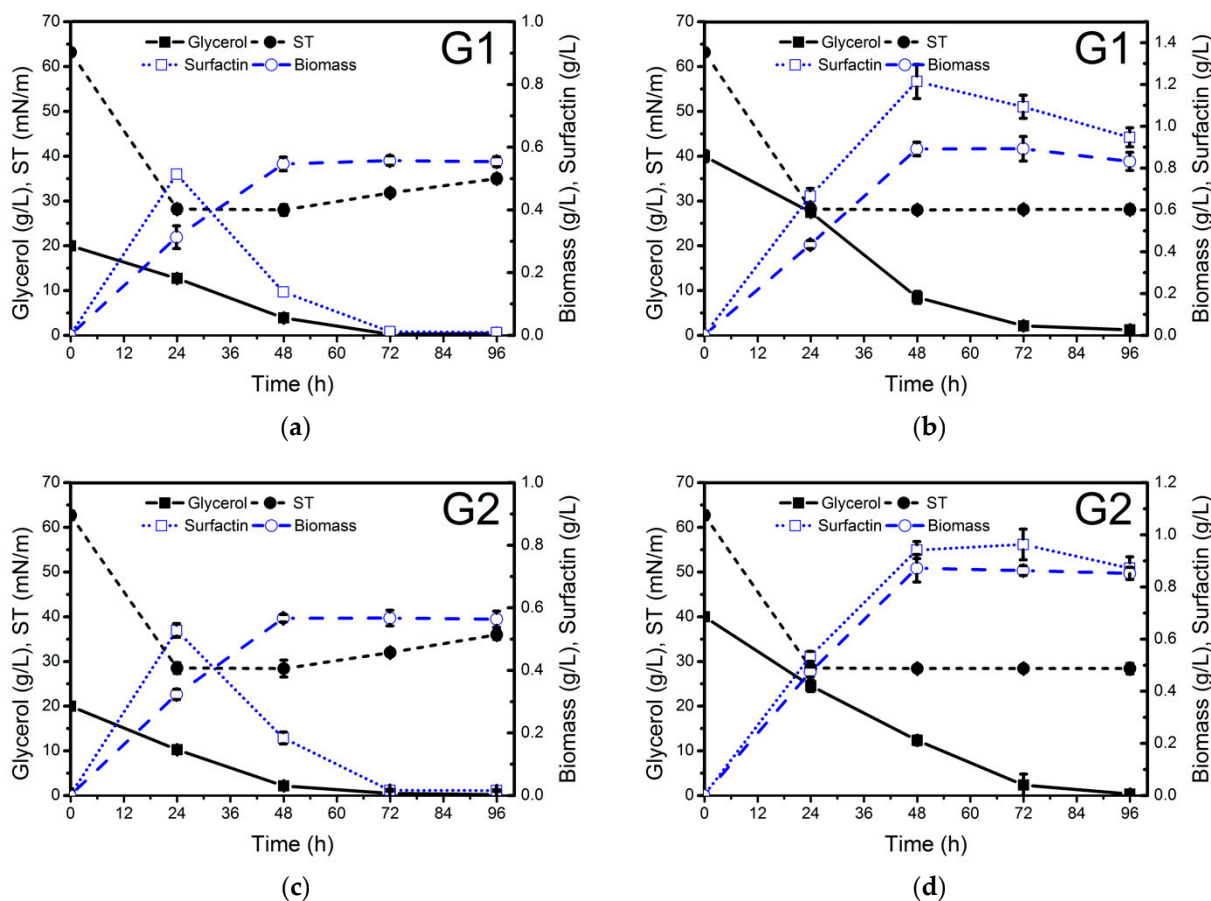 G1
Glycerol ST
Surfactin Biomass
Glycerol (g/L), ST (mN/m)
70
60
50
40
30
20
10
0
1.0
0.8
0.6
0.4
0.2
0.0
Biomass (g/L), Surfactin (g/L)
0 12 24 36 48 60 72 84 96
Time (h)
(a)
G1
Glycerol ST
Surfactin Biomass
Glycerol (g/L), ST (mN/m)
70
60
50
40
30
20
10
0
1.4
1.2
1.0
0.8
0.6
0.4
0.2
0.0
Biomass (g/L), Surfactin (g/L)
0 12 24 36 48 60 72 84 96
Time (h)
(b)
G2
Glycerol ST
Surfactin Biomass
Glycerol (g/L), ST (mN/m)
70
60
50
40
30
20
10
0
1.0
0.8
0.6
0.4
0.2
0.0
Biomass (g/L), Surfactin (g/L)
0 12 24 36 48 60 72 84 96
Time (h)
(c)
G2
Glycerol ST
Surfactin Biomass
Glycerol (g/L), ST (mN/m)
70
60
50
40
30
20
10
0
1.2
1.0
0.8
0.6
0.4
0.2
0.0
Biomass (g/L), Surfactin (g/L)
0 12 24 36 48 60 72 84 96
Time (h)
(d)